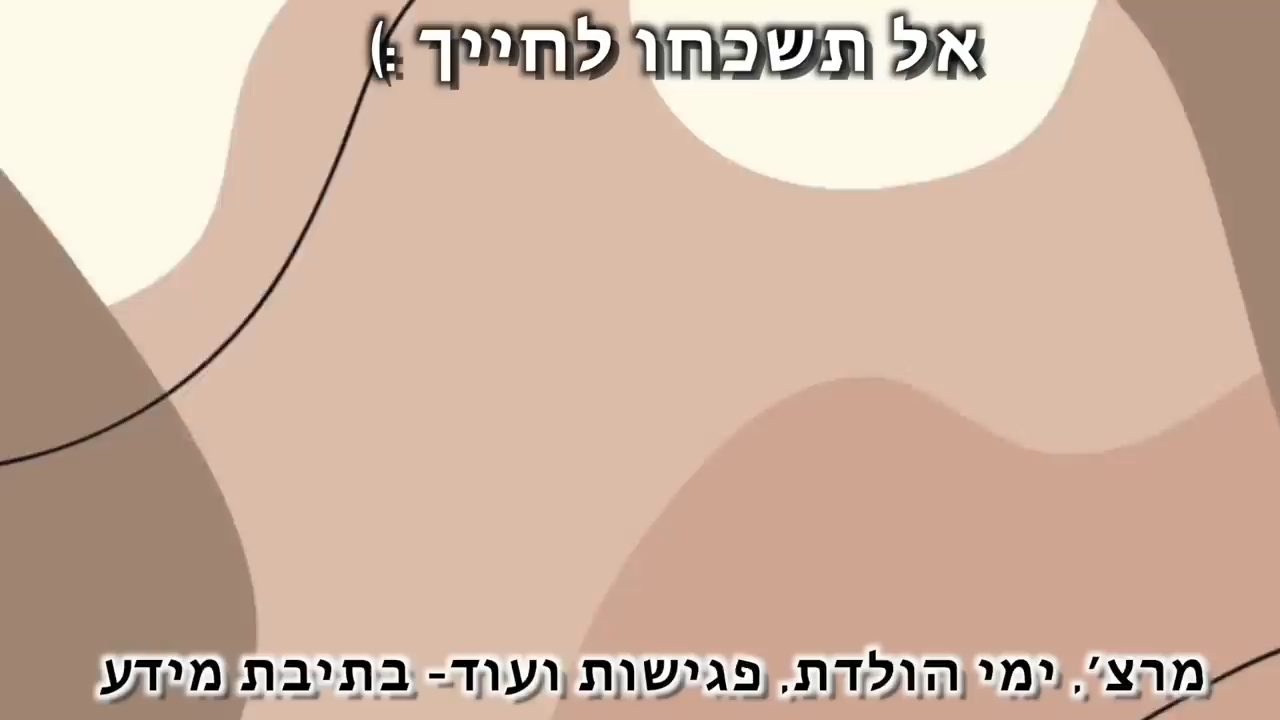 אל תשכחו לחייך :)
מרצ', ימי הולדת, פגישות ועוד- בתיבת מידע